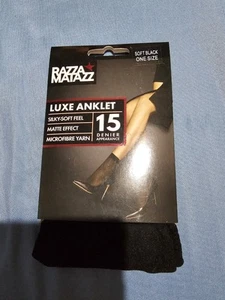 RAZZA
MATAZZ
SOFT BLACK
ONE SIZE
LUXE ANKLET
SILKY-SOFT FEEL
MATTE EFFECT
MICROFIBRE YARN
15
DENIER
APPEARANCE